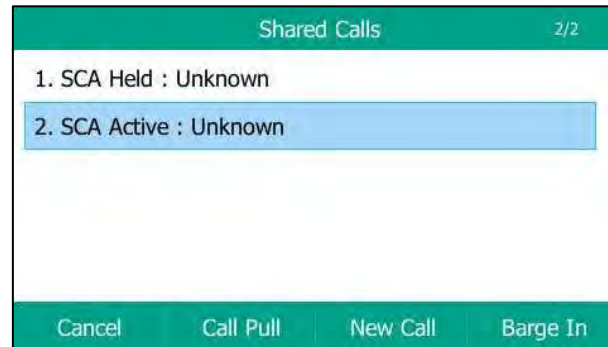 Shared Calls 2/2
1. SCA Held : Unknown
2. SCA Active : Unknown
Cancel Call Pull New Call Barge In